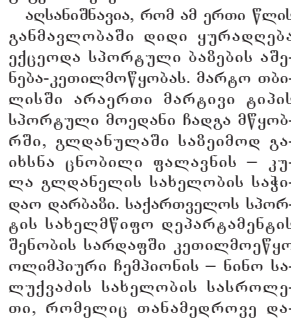 აღსანიშნავია, რომ ამ ერთი წლის
განმავლობაში დიდი ყურადღება
ექცეოდა სპორტული ბაზების აშე-
ნება-კეთილმოწყობას. მარტო თბი-
ლისში არაერთი მარტივი ტიპის
სპორტული მოედანი ჩადგა მწყობ-
რში, გლდანულაში საზეიმოდ გა-
იხსნა ცნობილი ფალავნის – კუ-
ლა გლდანელის სახელობის საჭი-
დაო დარბაზი. საქართველოს სპორ-
ტის სახელმწიფო დეპარტამენტის
შენობის სარდაფში კეთილმოეწყო
ოლიმპიური ჩემპიონის – ნინო სა-
ლუქვაძის სახელობის სასროლე-
თი, რომელიც თანამედროვე და-